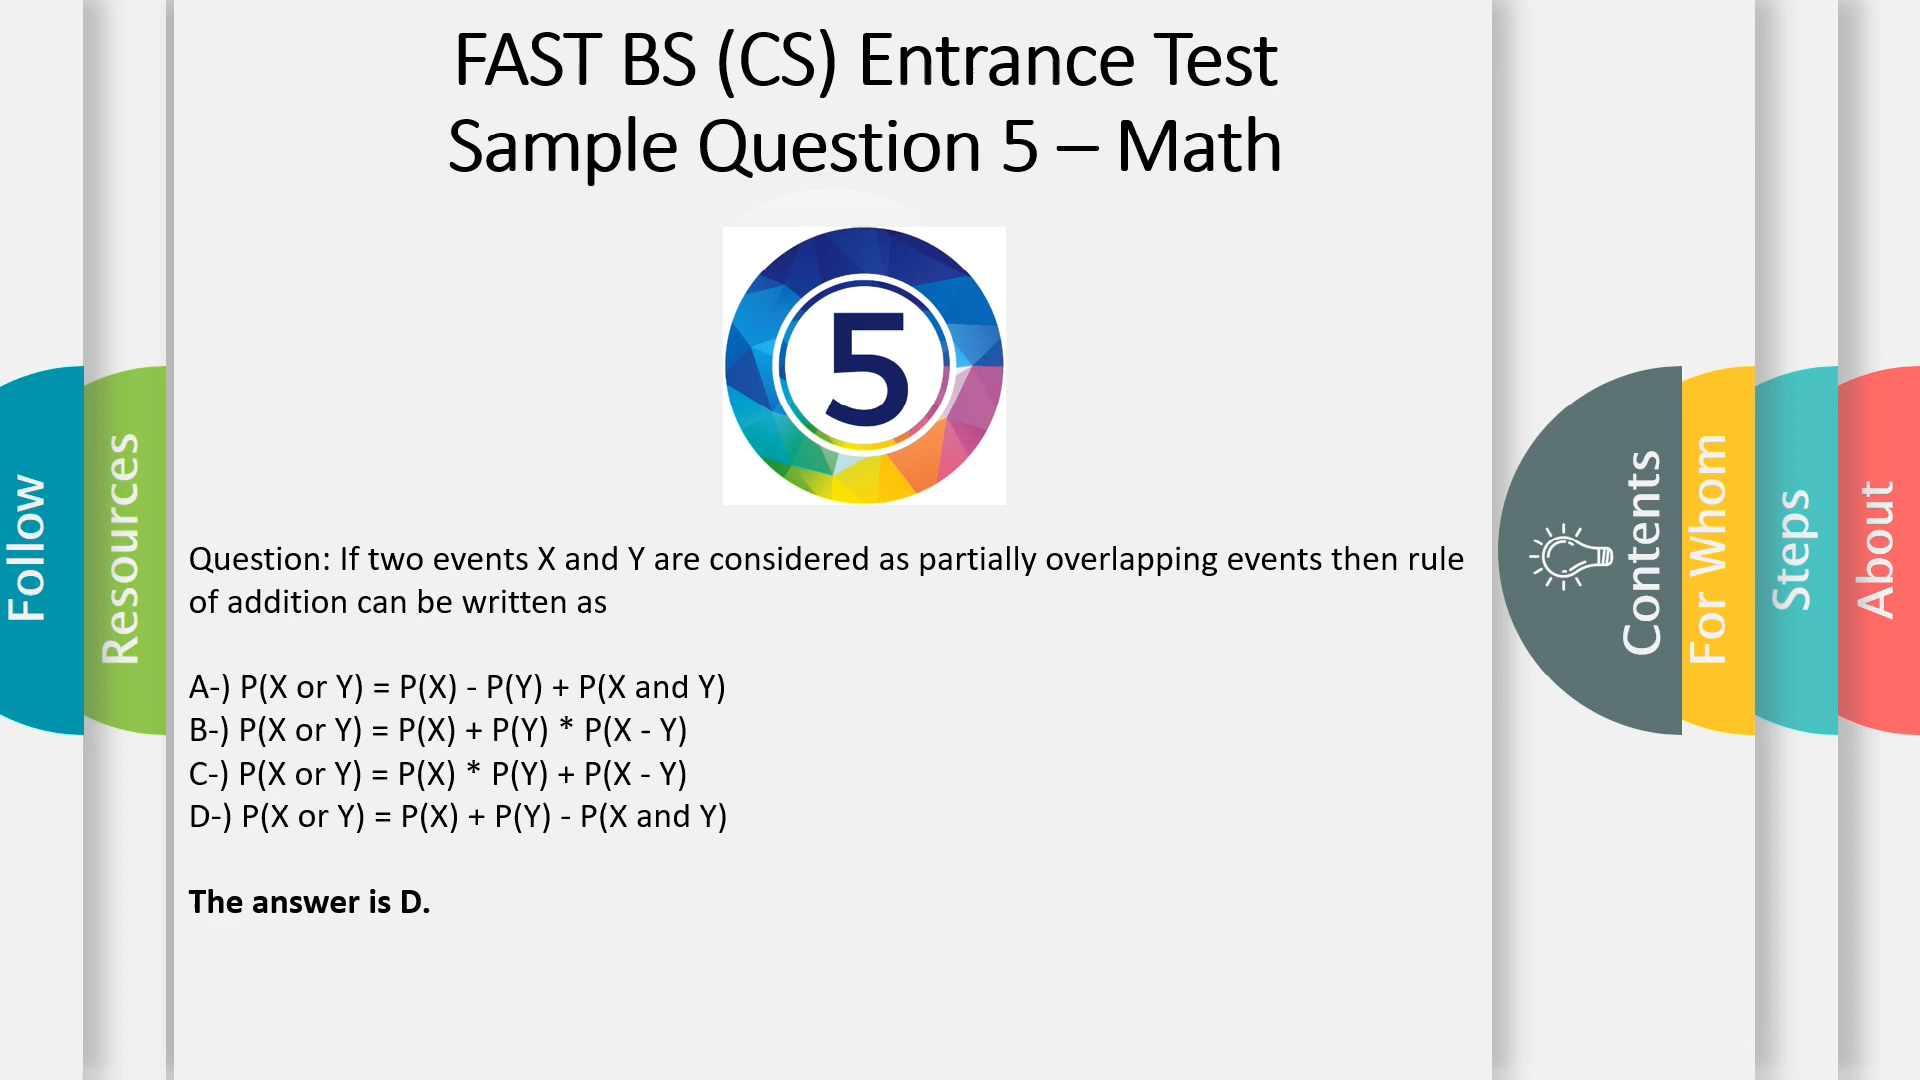 FAST BS (CS) Entrance Test
Sample Question 5 – Math
5
Question: If two events X and Y are considered as partially overlapping events then rule
of addition can be written as
A-) P(X or Y) = P(X) - P(Y) + P(X and Y)
B-) P(X or Y) = P(X) + P(Y) * P(X - Y)
C-) P(X or Y) = P(X) * P(Y) + P(X - Y)
D-) P(X or Y) = P(X) + P(Y) - P(X and Y)
The answer is D.
Follow
Resources
Contents
For Whom
Steps
About